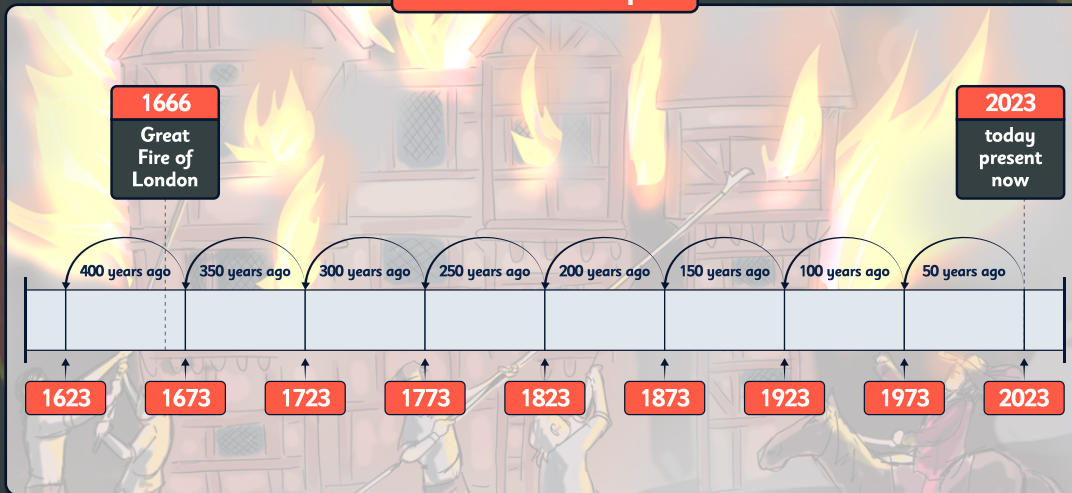 1666
Great
Fire of
London
2023
today
present
now
400 years ago
350 years ago
300 years ago
250 years ago
200 years ago
150 years ago
100 years ago
50 years ago
1623
1673
1723
1773
1823
1873
1923
1973
2023